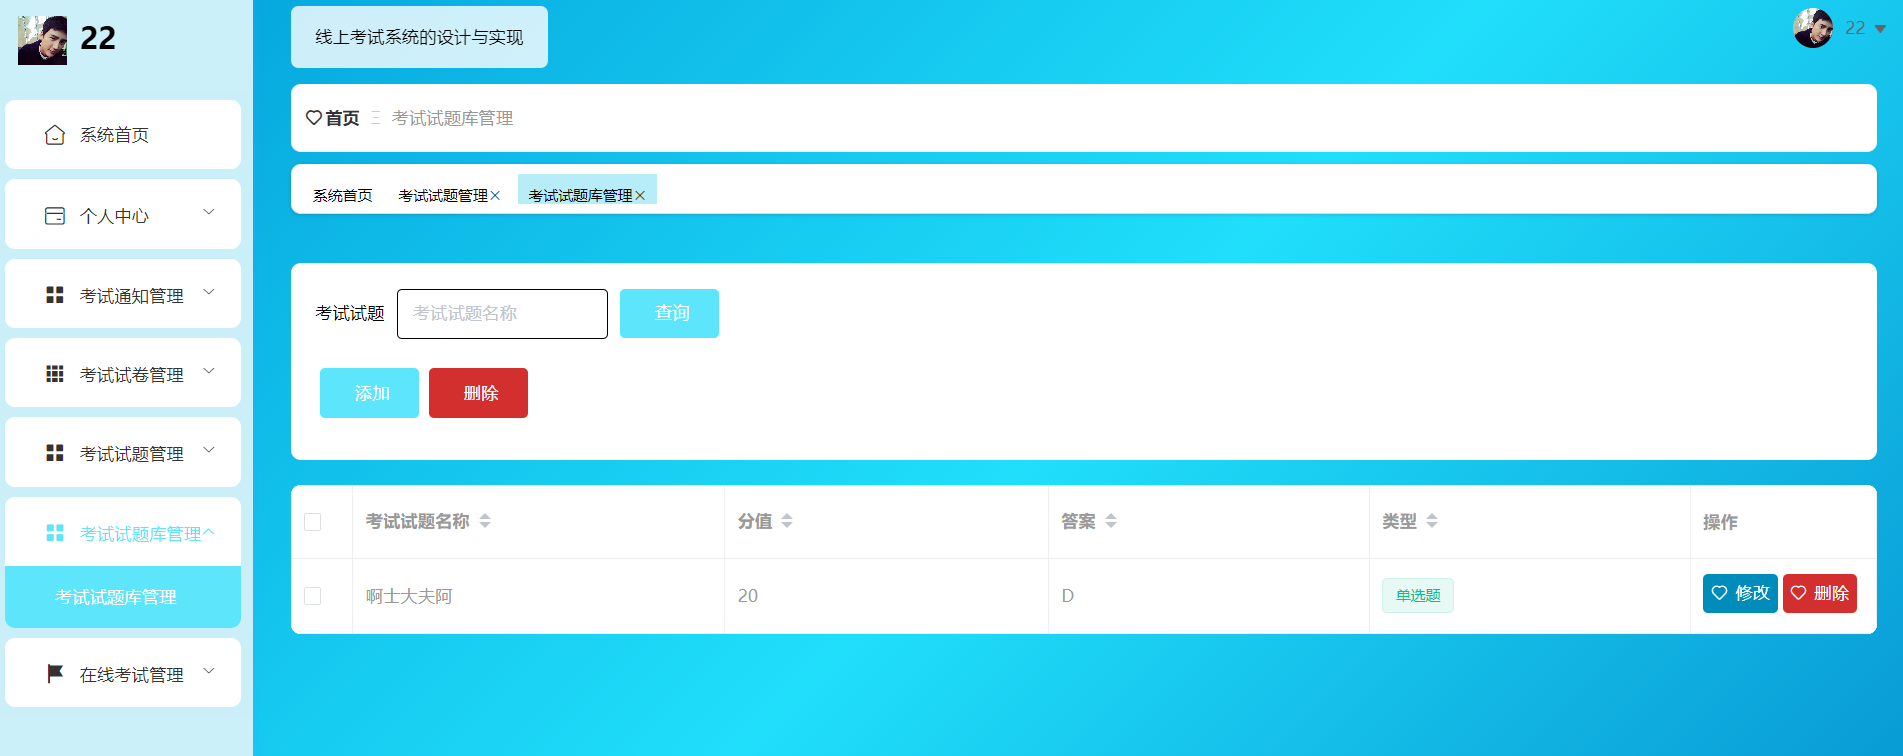 22
系统首页
个人中心
考试通知管理
考试试卷管理
考试试题管理
考试试题库管理
考试试题库管理
在线考试管理
线上考试系统的设计与实现
22
首页 考试试题库管理
系统首页 考试试题管理 考试试题库管理
考试试题 考试试题名称 查询
添加 删除
考试试题名称 分值 答案 类型 操作
啊士大夫阿 20 D 单选题 修改 删除